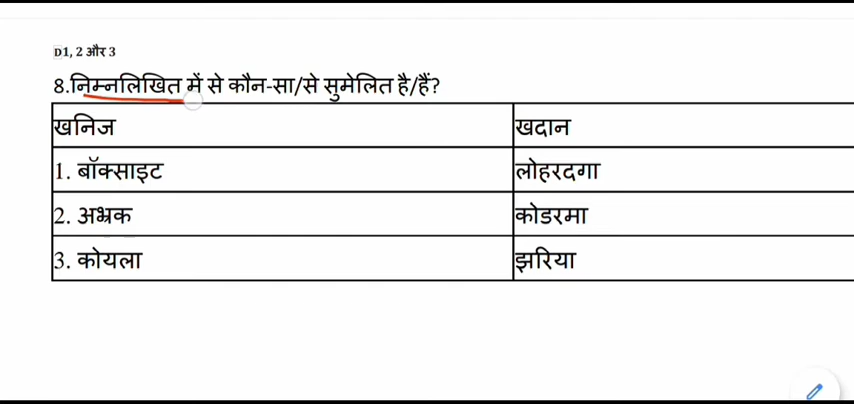 D1, 2 और 3
8.निम्नलिखित में से कौन-सा/से सुमेलित है/हैं?
खनिज खदान
1. बॉक्साइट लोहरदगा
2. अभ्रक कोडरमा
3. कोयला झरिया